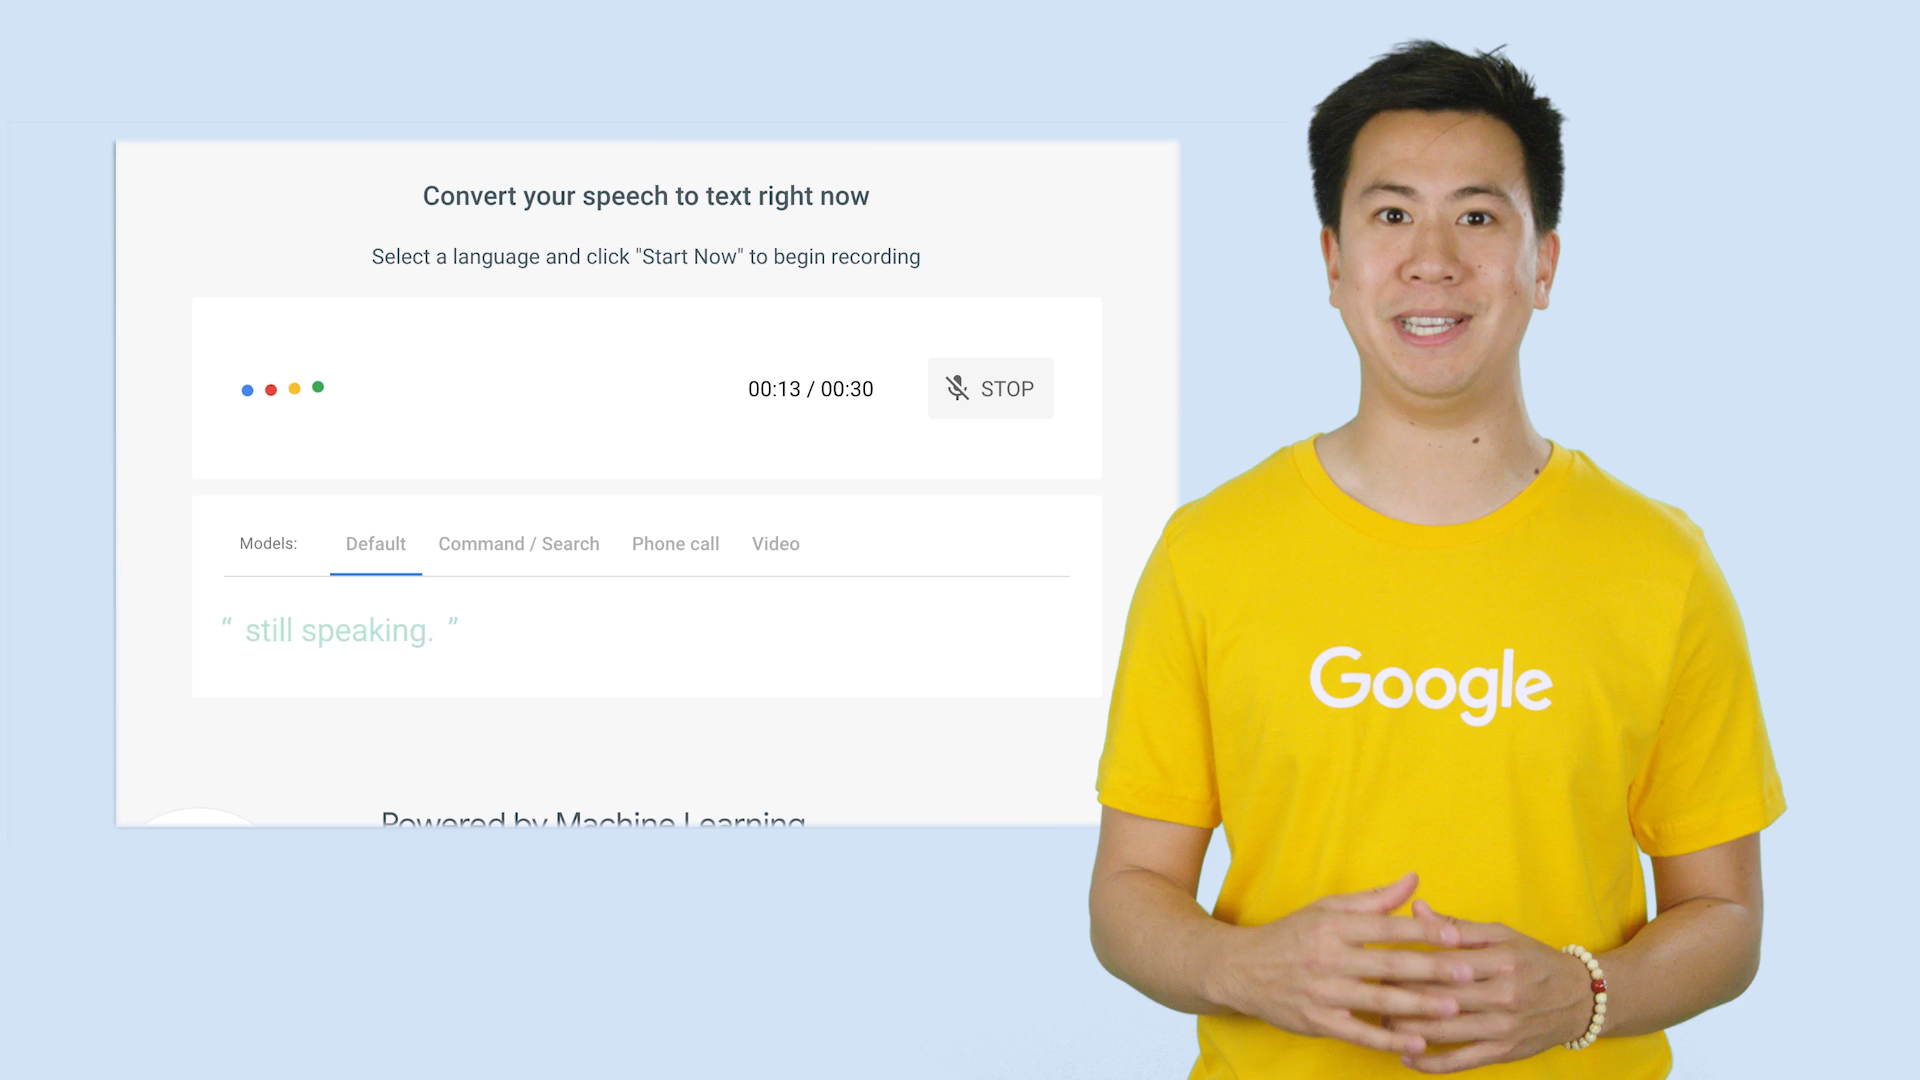 Convert your speech to text right now
Select a language and click "Start Now" to begin recording
00:13 / 00:30 STOP
Models: Default Command / Search Phone call Video
“ still speaking. ”
Powered by Machine Learning
Google